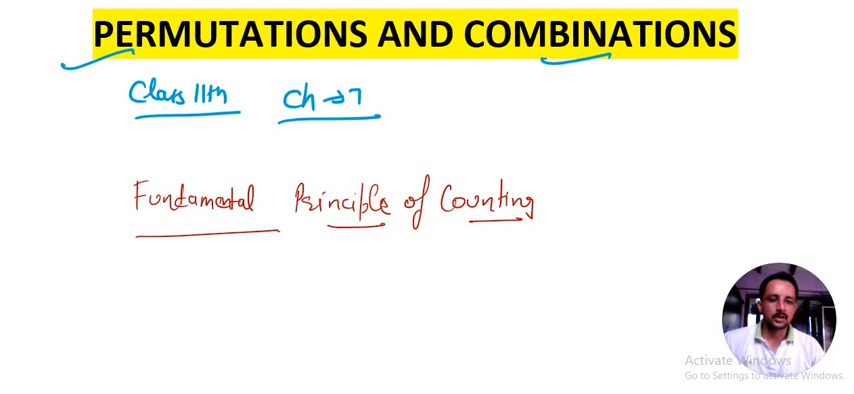 PERMUTATIONS AND COMBINATIONS
Class 11th Ch → 7
Fundamental Principle of Counting
Activate Windows
Go to Settings to activate Windows.